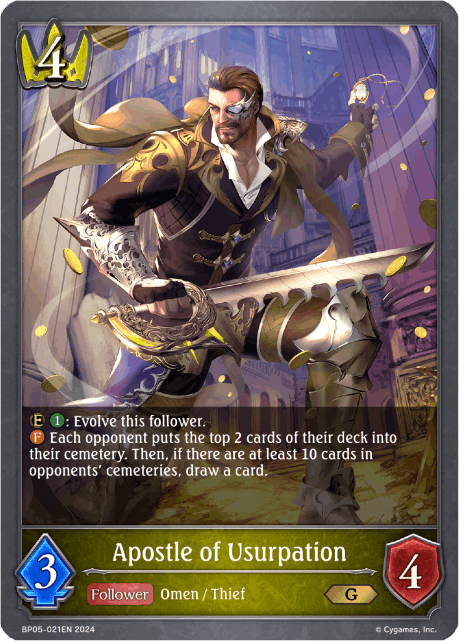 4
E 1: Evolve this follower.
F Each opponent puts the top 2 cards of their deck into
their cemetery. Then, if there are at least 10 cards in
opponents' cemeteries, draw a card.
Apostle of Usurpation
3
4
Follower Omen / Thief
G
BP05-021EN 2024
© Cygames, Inc.